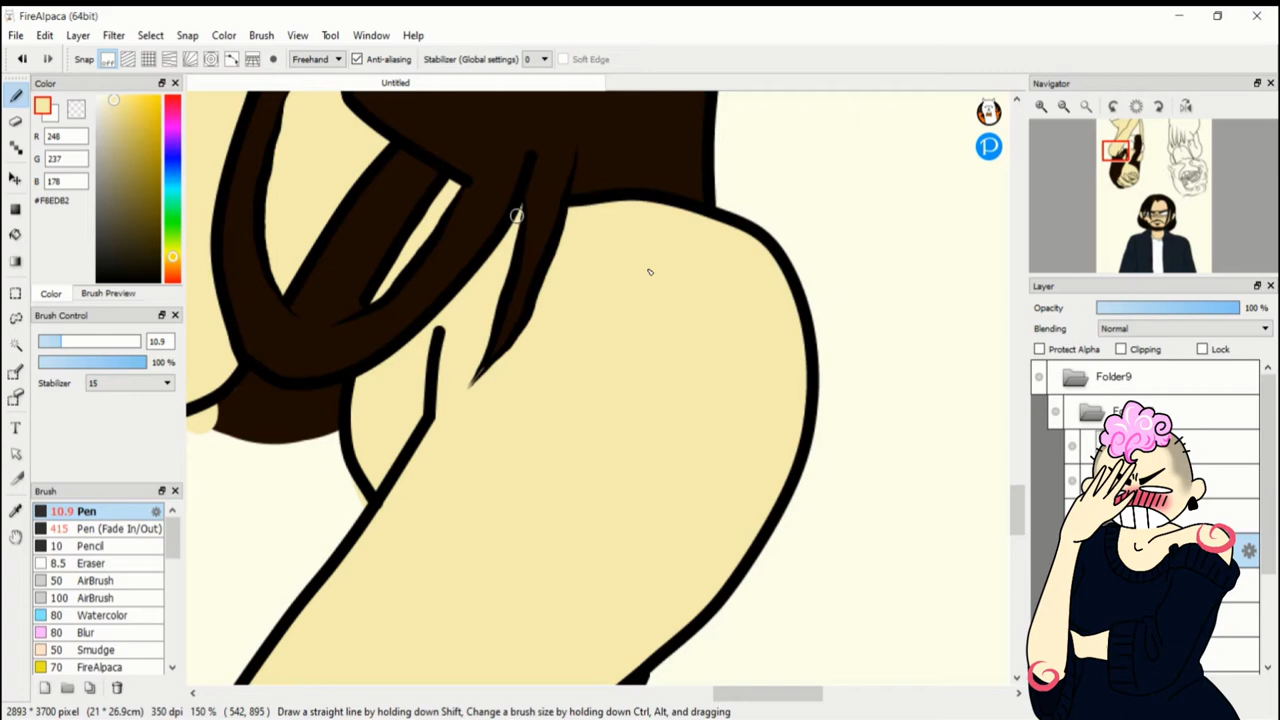 FireAlpaca (64bit)
File Edit Layer Filter Select Snap Color Brush View Tool Window Help
Snap off Freehand Anti-aliasing Stabilizer (Global settings) 0 Soft Edge
Color
Untitled
Navigator
R 248
G 237
B 178
#F8EDB2
Color Brush Preview
Brush Control
10.9
100 %
Stabilizer 15
Layer
Opacity 100 %
Blending Normal
Protect Alpha Clipping Lock
Folder9
T
Brush
10.9 Pen
415 Pen (Fade In/Out)
10 Pencil
8.5 Eraser
50 AirBrush
100 AirBrush
80 Watercolor
80 Blur
50 Smudge
70 FireAlpaca
2893 * 3700 pixel (21 * 26.9cm) 350 dpi 150 % ( 542, 895 ) Draw a straight line by holding down Shift, Change a brush size by holding down Ctrl, Alt, and dragging